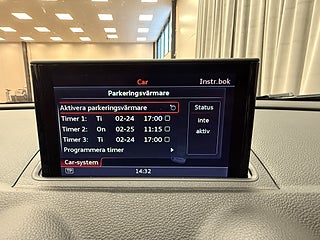 Car Instr.bok
Parkeringsvärmare
Aktivera parkeringsvärmare
Timer 1: Ti 02-24 17:00
Timer 2: On 02-25 11:15
Timer 3: Ti 02-24 17:00
Programmera timer
Status
inte
aktiv
Car-system
TP 14:32